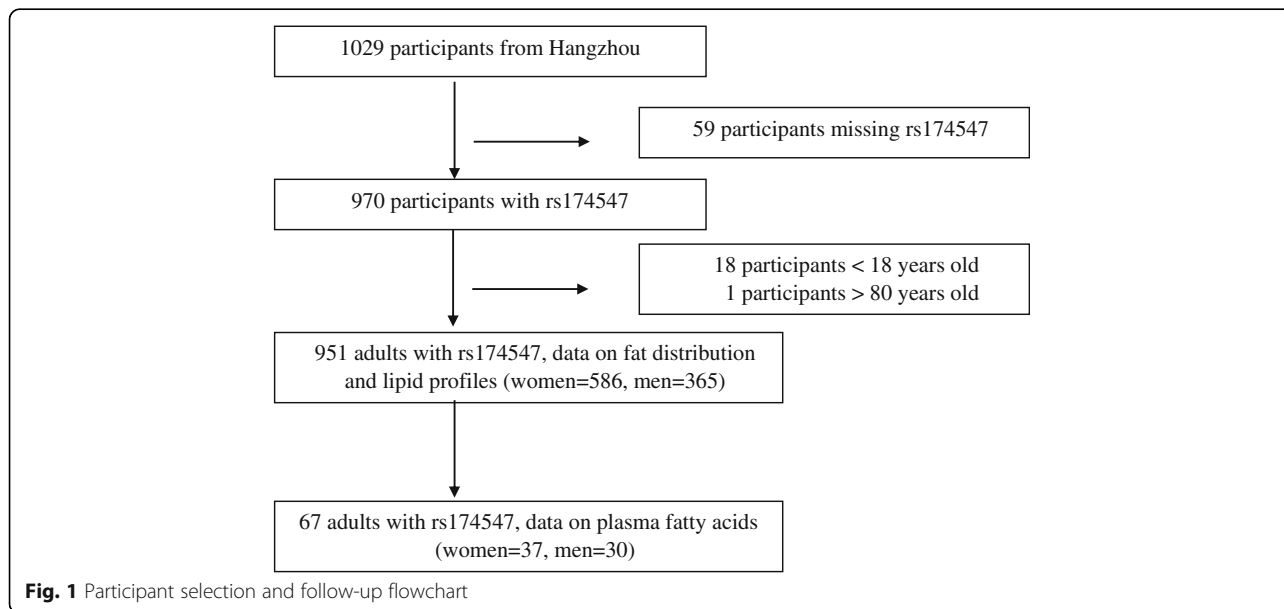 1029 participants from Hangzhou
59 participants missing rs174547
970 participants with rs174547
18 participants < 18 years old
1 participants > 80 years old
951 adults with rs174547, data on fat distribution
and lipid profiles (women=586, men=365)
67 adults with rs174547, data on plasma fatty acids
(women=37, men=30)
Fig. 1 Participant selection and follow-up flowchart